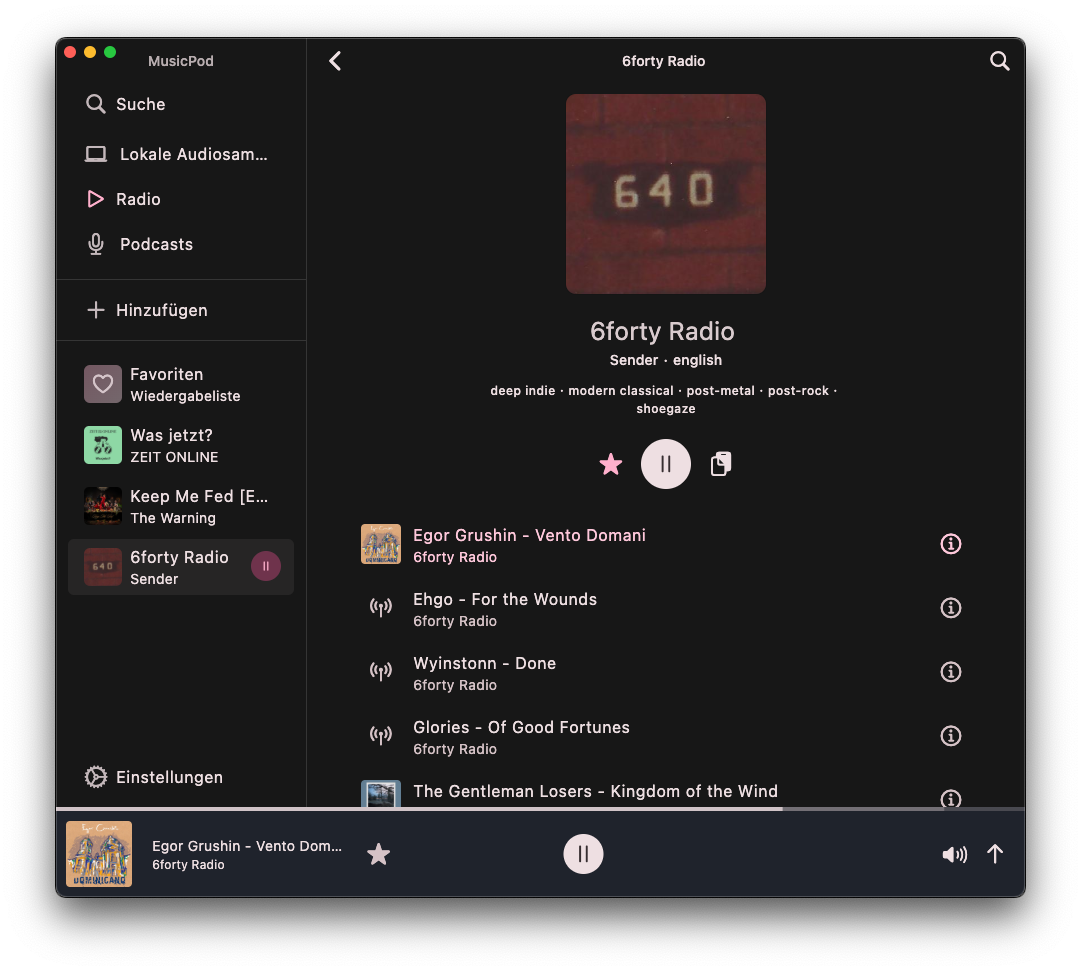 MusicPod
Suche
Lokale Audiosam...
Radio
Podcasts
Hinzufügen
Favoriten
Wiedergabeliste
Was jetzt?
ZEIT ONLINE
Keep Me Fed [E...
The Warning
640
6forty Radio
Sender
Einstellungen
6forty Radio
640
6forty Radio
Sender · english
deep indie · modern classical · post-metal · post-rock ·
shoegaze
Egor Grushin - Vento Domani
6forty Radio
Ehgo - For the Wounds
6forty Radio
Wyinstonn - Done
6forty Radio
Glories - Of Good Fortunes
6forty Radio
The Gentleman Losers - Kingdom of the Wind
DOMINICANO
Egor Grushin - Vento Dom...
6forty Radio